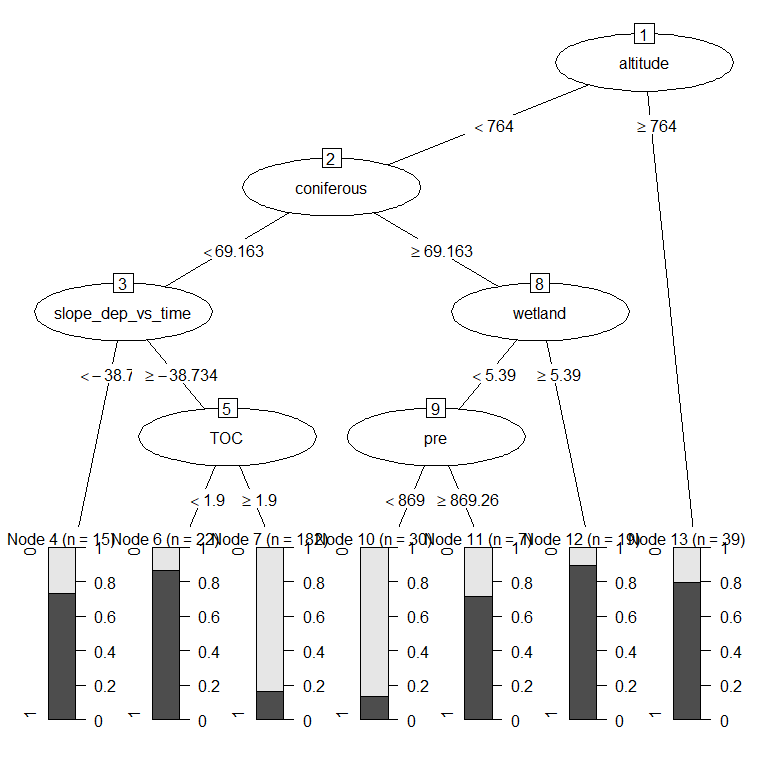 1
altitude
< 764
≥ 764
2
coniferous
< 69.163
≥ 69.163
3
slope_dep_vs_time
8
wetland
< −38.7
≥ −38.734
< 5.39
≥ 5.39
5
TOC
9
pre
< 1.9
≥ 1.9
< 869
≥ 869.26
Node 4 (n = 15)
Node 6 (n = 22)
Node 7 (n = 182)
Node 10 (n = 30)
Node 11 (n = 7)
Node 12 (n = 19)
Node 13 (n = 39)
0 1 0 1 0 1 0 1 0 1 0 1 0 1
0.8 0.8 0.8 0.8 0.8 0.8 0.8
0.6 0.6 0.6 0.6 0.6 0.6 0.6
0.4 0.4 0.4 0.4 0.4 0.4 0.4
0.2 0.2 0.2 0.2 0.2 0.2 0.2
1 0 1 0 1 0 1 0 1 0 1 0 1 0